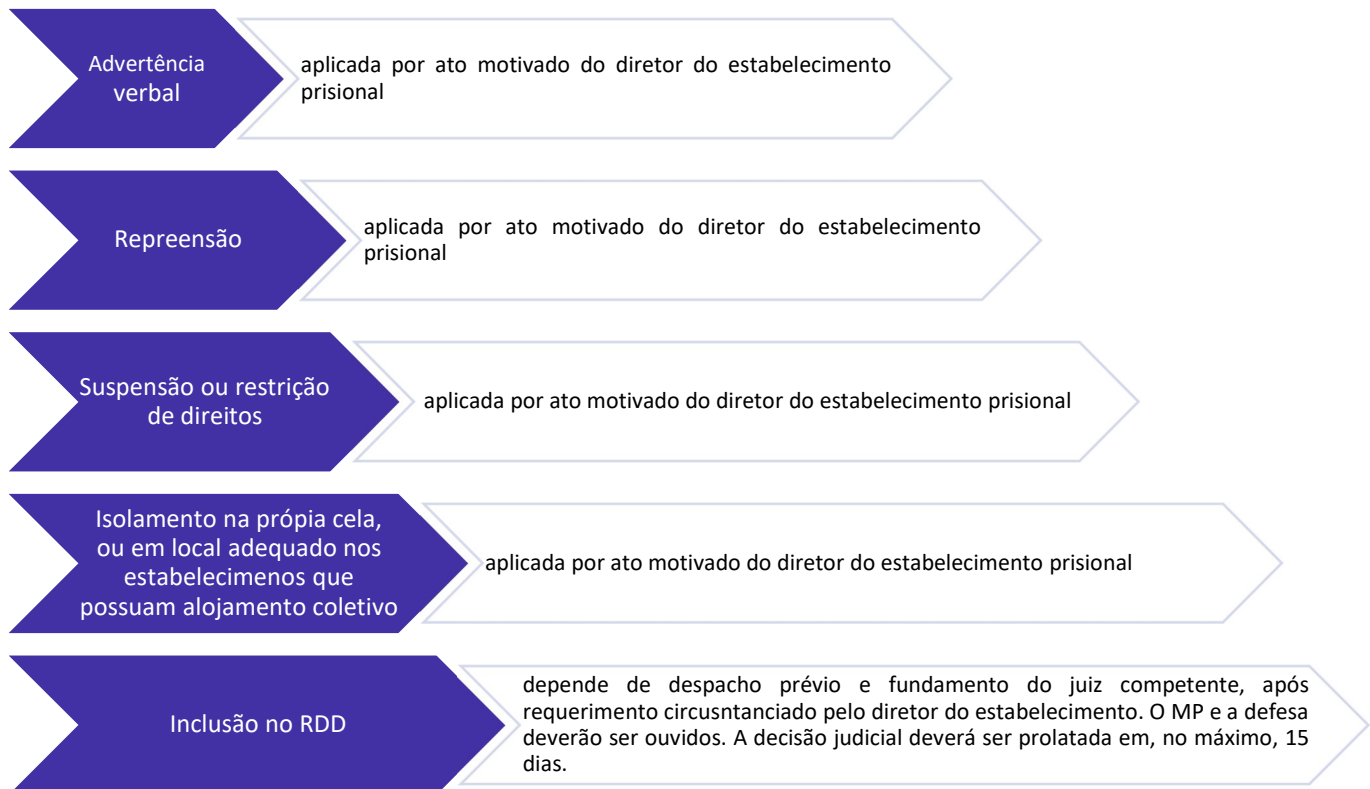 Advertência
verbal
aplicada por ato motivado do diretor do estabelecimento
prisional
Repreensão
aplicada por ato motivado do diretor do estabelecimento
prisional
Suspensão ou restrição
de direitos
aplicada por ato motivado do diretor do estabelecimento prisional
Isolamento na própia cela,
ou em local adequado nos
estabelecimenos que
possuam alojamento coletivo
aplicada por ato motivado do diretor do estabelecimento prisional
Inclusão no RDD
depende de despacho prévio e fundamento do juiz competente, após
requerimento circusntanciado pelo diretor do estabelecimento. O MP e a defesa
deverão ser ouvidos. A decisão judicial deverá ser prolatada em, no máximo, 15
dias.